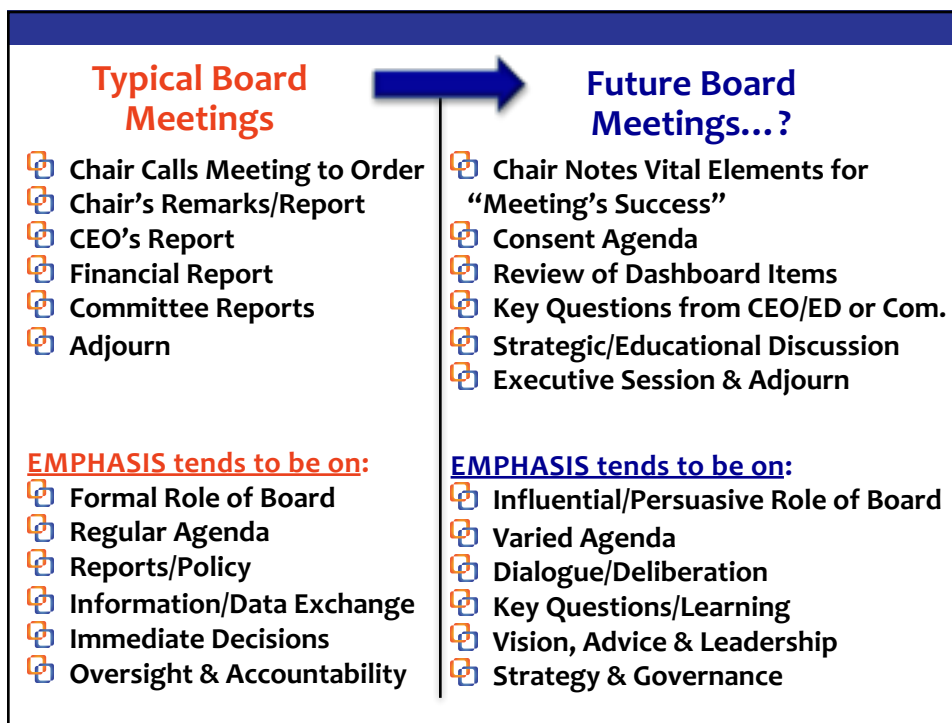 Typical Board
Meetings
Chair Calls Meeting to Order
Chair's Remarks/Report
CEO's Report
Financial Report
Committee Reports
Adjourn
EMPHASIS tends to be on:
Formal Role of Board
Regular Agenda
Reports/Policy
Information/Data Exchange
Immediate Decisions
Oversight & Accountability
Future Board
Meetings…?
Chair Notes Vital Elements for
“Meeting’s Success”
Consent Agenda
Review of Dashboard Items
Key Questions from CEO/ED or Com.
Strategic/Educational Discussion
Executive Session & Adjourn
EMPHASIS tends to be on:
Influential/Persuasive Role of Board
Varied Agenda
Dialogue/Deliberation
Key Questions/Learning
Vision, Advice & Leadership
Strategy & Governance